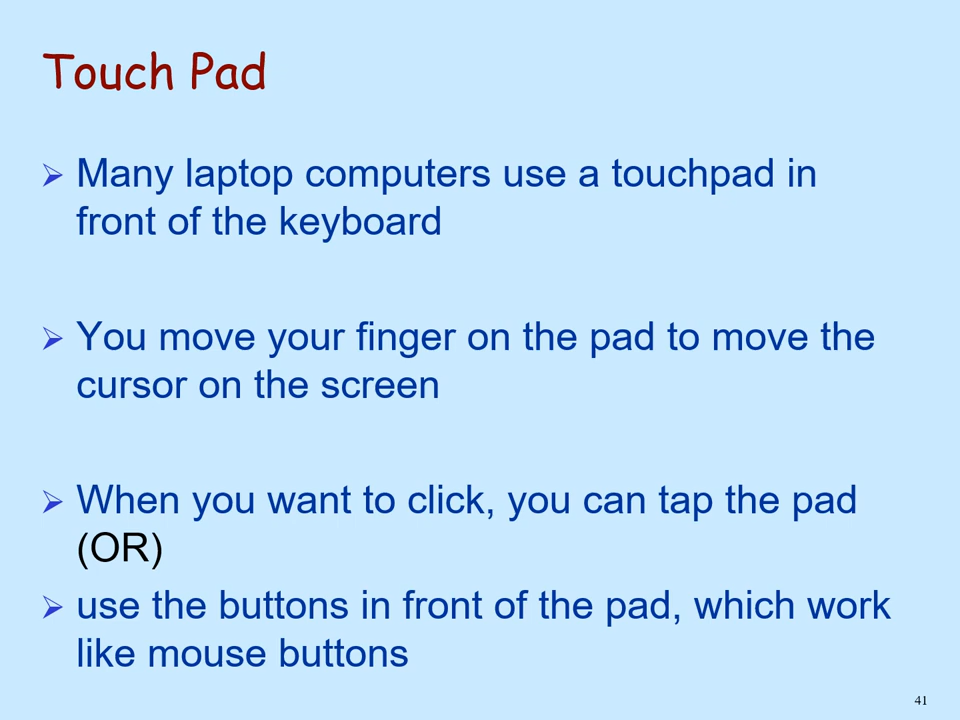 Touch Pad
➢ Many laptop computers use a touchpad in
front of the keyboard
➢ You move your finger on the pad to move the
cursor on the screen
➢ When you want to click, you can tap the pad
(OR)
➢ use the buttons in front of the pad, which work
like mouse buttons
41